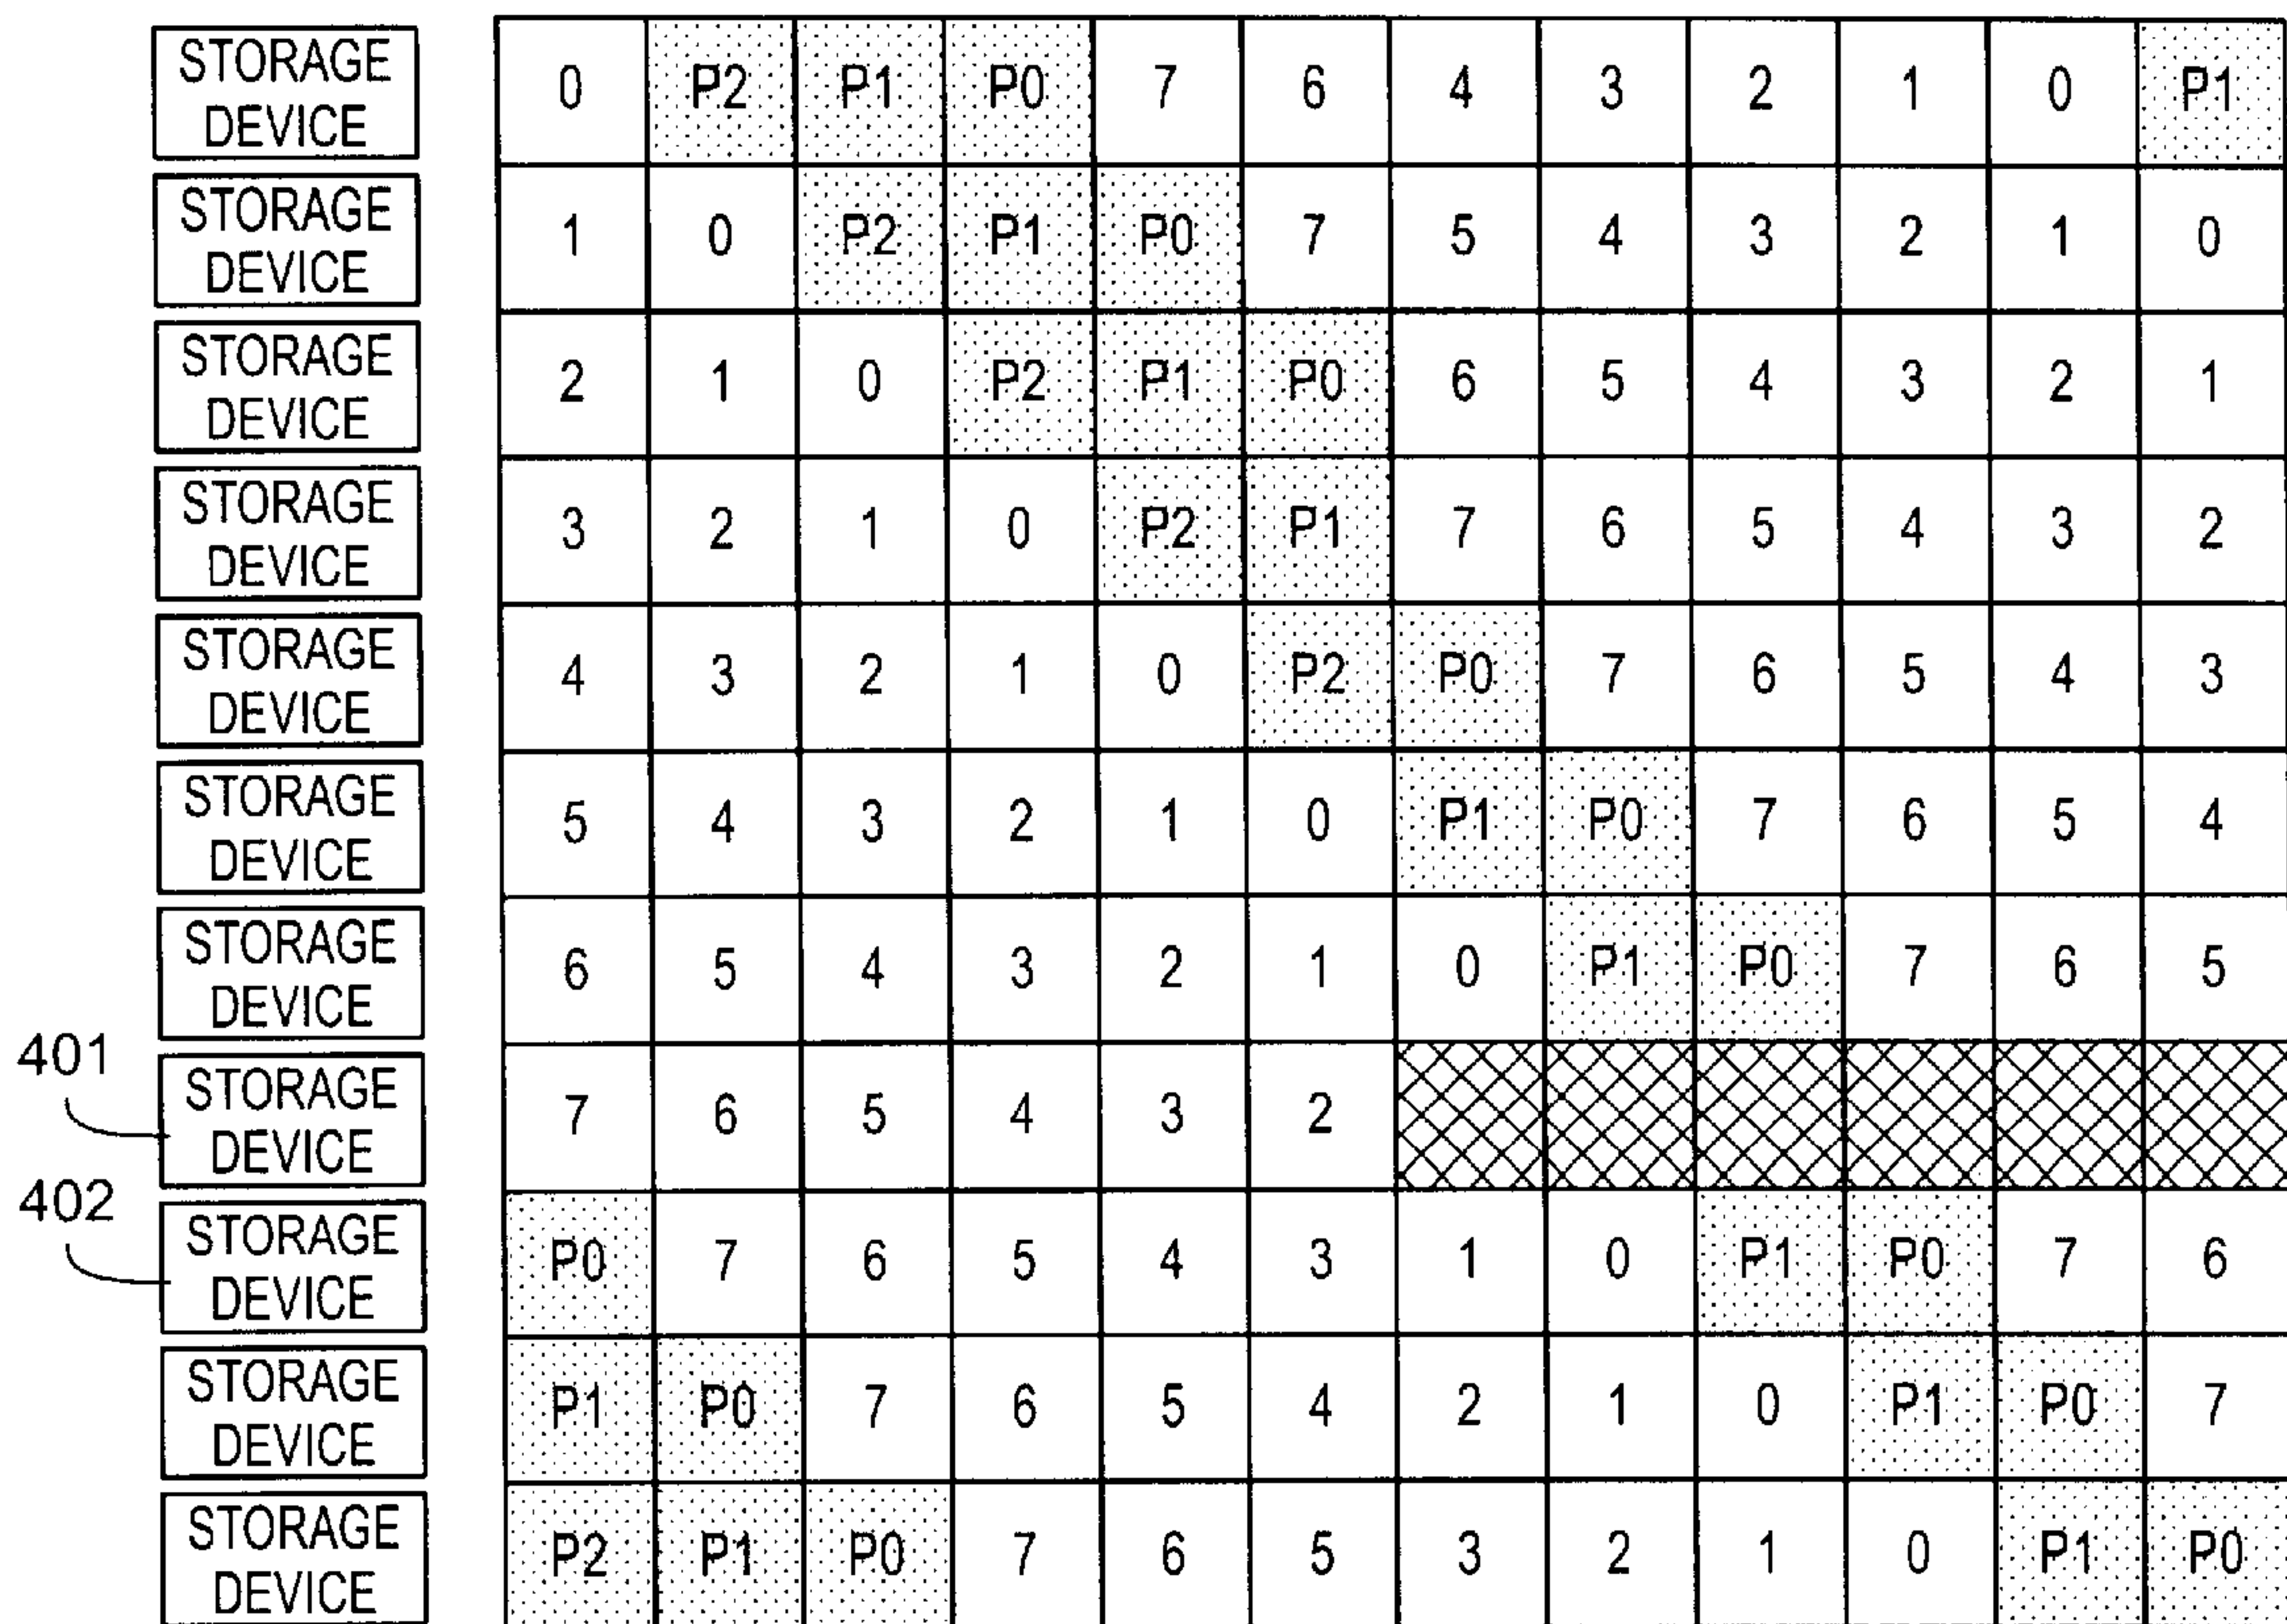 STORAGE
DEVICE
0 P2 P1 P0 7 6 4 3 2 1 0 P1
STORAGE
DEVICE
1 0 P2 P1 P0 7 5 4 3 2 1 0
STORAGE
DEVICE
2 1 0 P2 P1 P0 6 5 4 3 2 1
STORAGE
DEVICE
3 2 1 0 P2 P1 7 6 5 4 3 2
STORAGE
DEVICE
4 3 2 1 0 P2 P0 7 6 5 4 3
STORAGE
DEVICE
5 4 3 2 1 0 P1 P0 7 6 5 4
STORAGE
DEVICE
6 5 4 3 2 1 0 P1 P0 7 6 5
401
STORAGE
DEVICE
7 6 5 4 3 2
402
STORAGE
DEVICE
P0 7 6 5 4 3 1 0 P1 P0 7 6
STORAGE
DEVICE
P1 P0 7 6 5 4 2 1 0 P1 P0 7
STORAGE
DEVICE
P2 P1 P0 7 6 5 3 2 1 0 P1 P0